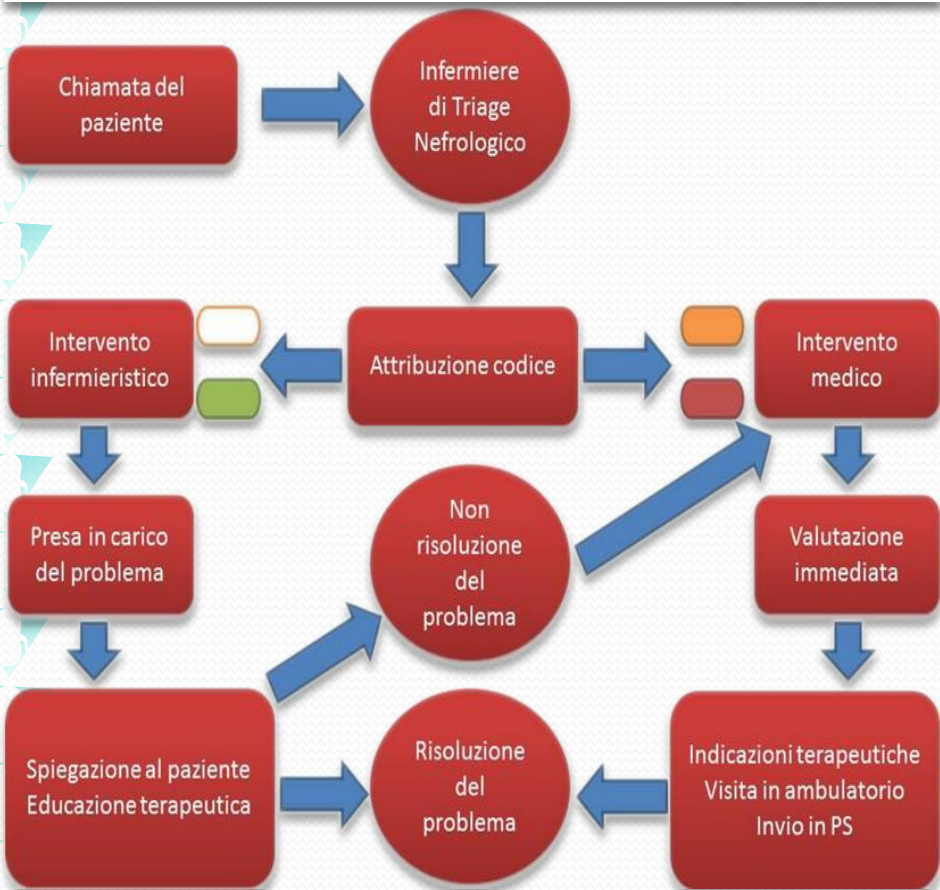 Chiamata del
paziente
Infermiere
di Triage
Nefrologico
Intervento
infermieristico
Attribuzione codice
Intervento
medico
Presa in carico
del problema
Non
risoluzione
del
problema
Valutazione
immediata
Spiegazione al paziente
Educazione terapeutica
Risoluzione
del
problema
Indicazioni terapeutiche
Visita in ambulatorio
Invio in PS